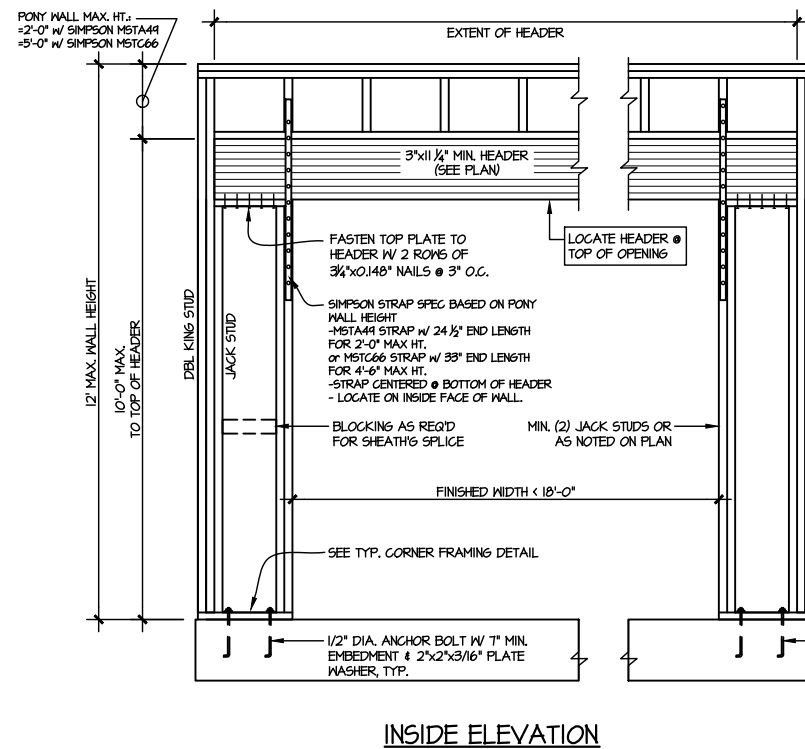 PONY WALL MAX. HT.:
=2'-0" W/ SIMPSON MSTA49
=5'-0" W/ SIMPSON MSTC66
EXTENT OF HEADER
3"x11 1/4" MIN. HEADER
(SEE PLAN)
FASTEN TOP PLATE TO
HEADER W/ 2 ROWS OF
3 1/4"x0.148" NAILS @ 3" O.C.
LOCATE HEADER @
TOP OF OPENING
SIMPSON STRAP SPEC BASED ON PONY
WALL HEIGHT
-MSTA49 STRAP W/ 24 1/2" END LENGTH
FOR 2'-0" MAX HT.
or MSTC66 STRAP W/ 33" END LENGTH
FOR 4'-6" MAX HT.
-STRAP CENTERED @ BOTTOM OF HEADER
- LOCATE ON INSIDE FACE OF WALL.
12' MAX. WALL HEIGHT
10'-0" MAX.
TO TOP OF HEADER
DBL KING STUD
JACK STUD
BLOCKING AS REQ'D
FOR SHEATH'G SPLICE
MIN. (2) JACK STUDS OR
AS NOTED ON PLAN
FINISHED WIDTH < 18'-0"
SEE TYP. CORNER FRAMING DETAIL
1/2" DIA. ANCHOR BOLT W/ 7" MIN.
EMBEDMENT & 2"x2"x3/16" PLATE
WASHER, TYP.
INSIDE ELEVATION